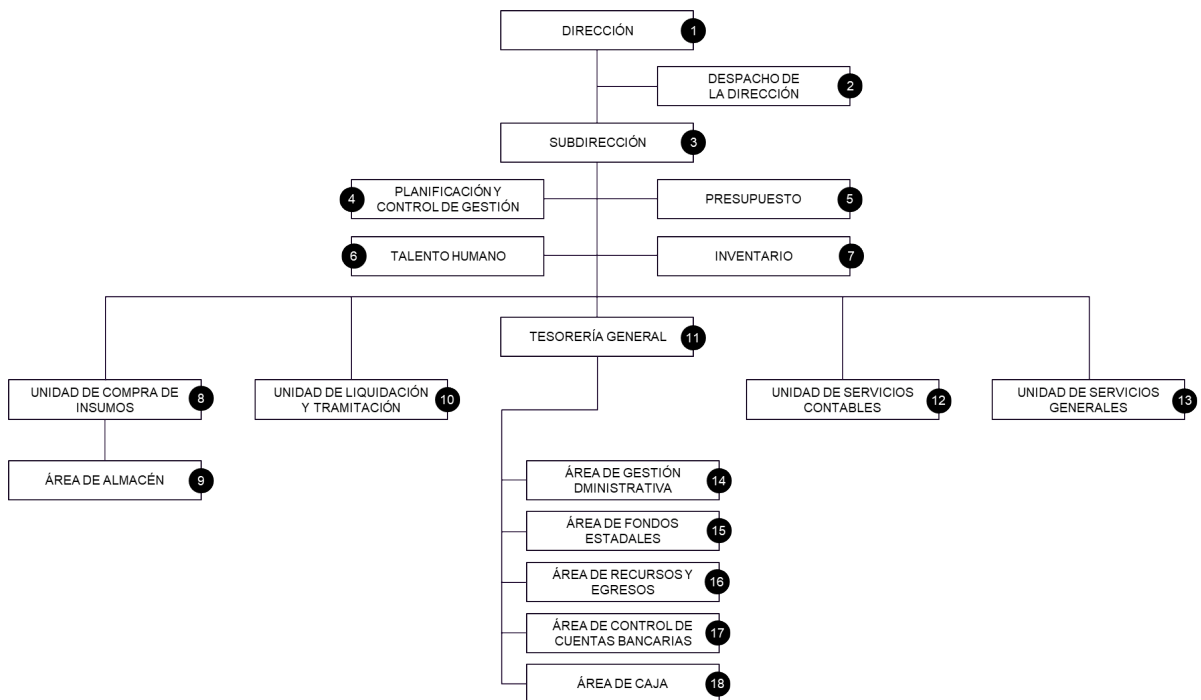 DIRECCIÓN
1
DESPACHO DE
LA DIRECCIÓN
2
SUBDIRECCIÓN
3
4
PLANIFICACIÓN Y
CONTROL DE GESTIÓN
PRESUPUESTO
5
6
TALENTO HUMANO
INVENTARIO
7
TESORERÍA GENERAL
11
UNIDAD DE COMPRA DE
INSUMOS
8
UNIDAD DE LIQUIDACIÓN
Y TRAMITACIÓN
10
UNIDAD DE SERVICIOS
CONTABLES
12
UNIDAD DE SERVICIOS
GENERALES
13
ÁREA DE ALMACÉN
9
ÁREA DE GESTIÓN
DMINISTRATIVA
14
ÁREA DE FONDOS
ESTADALES
15
ÁREA DE RECURSOS Y
EGRESOS
16
ÁREA DE CONTROL DE
CUENTAS BANCARIAS
17
ÁREA DE CAJA
18